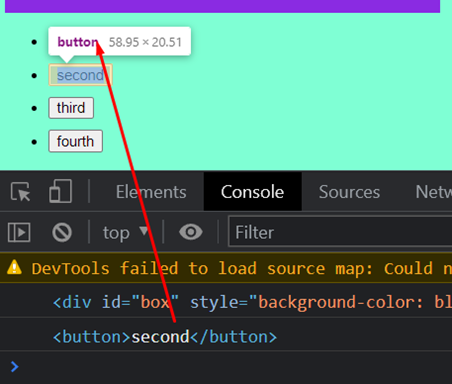 button 58.95 × 20.51
second
third
fourth
Elements Console Sources
top Filter
DevTools failed to load source map: Could n
<div id="box" style="background-color: bl
<button>second</button>